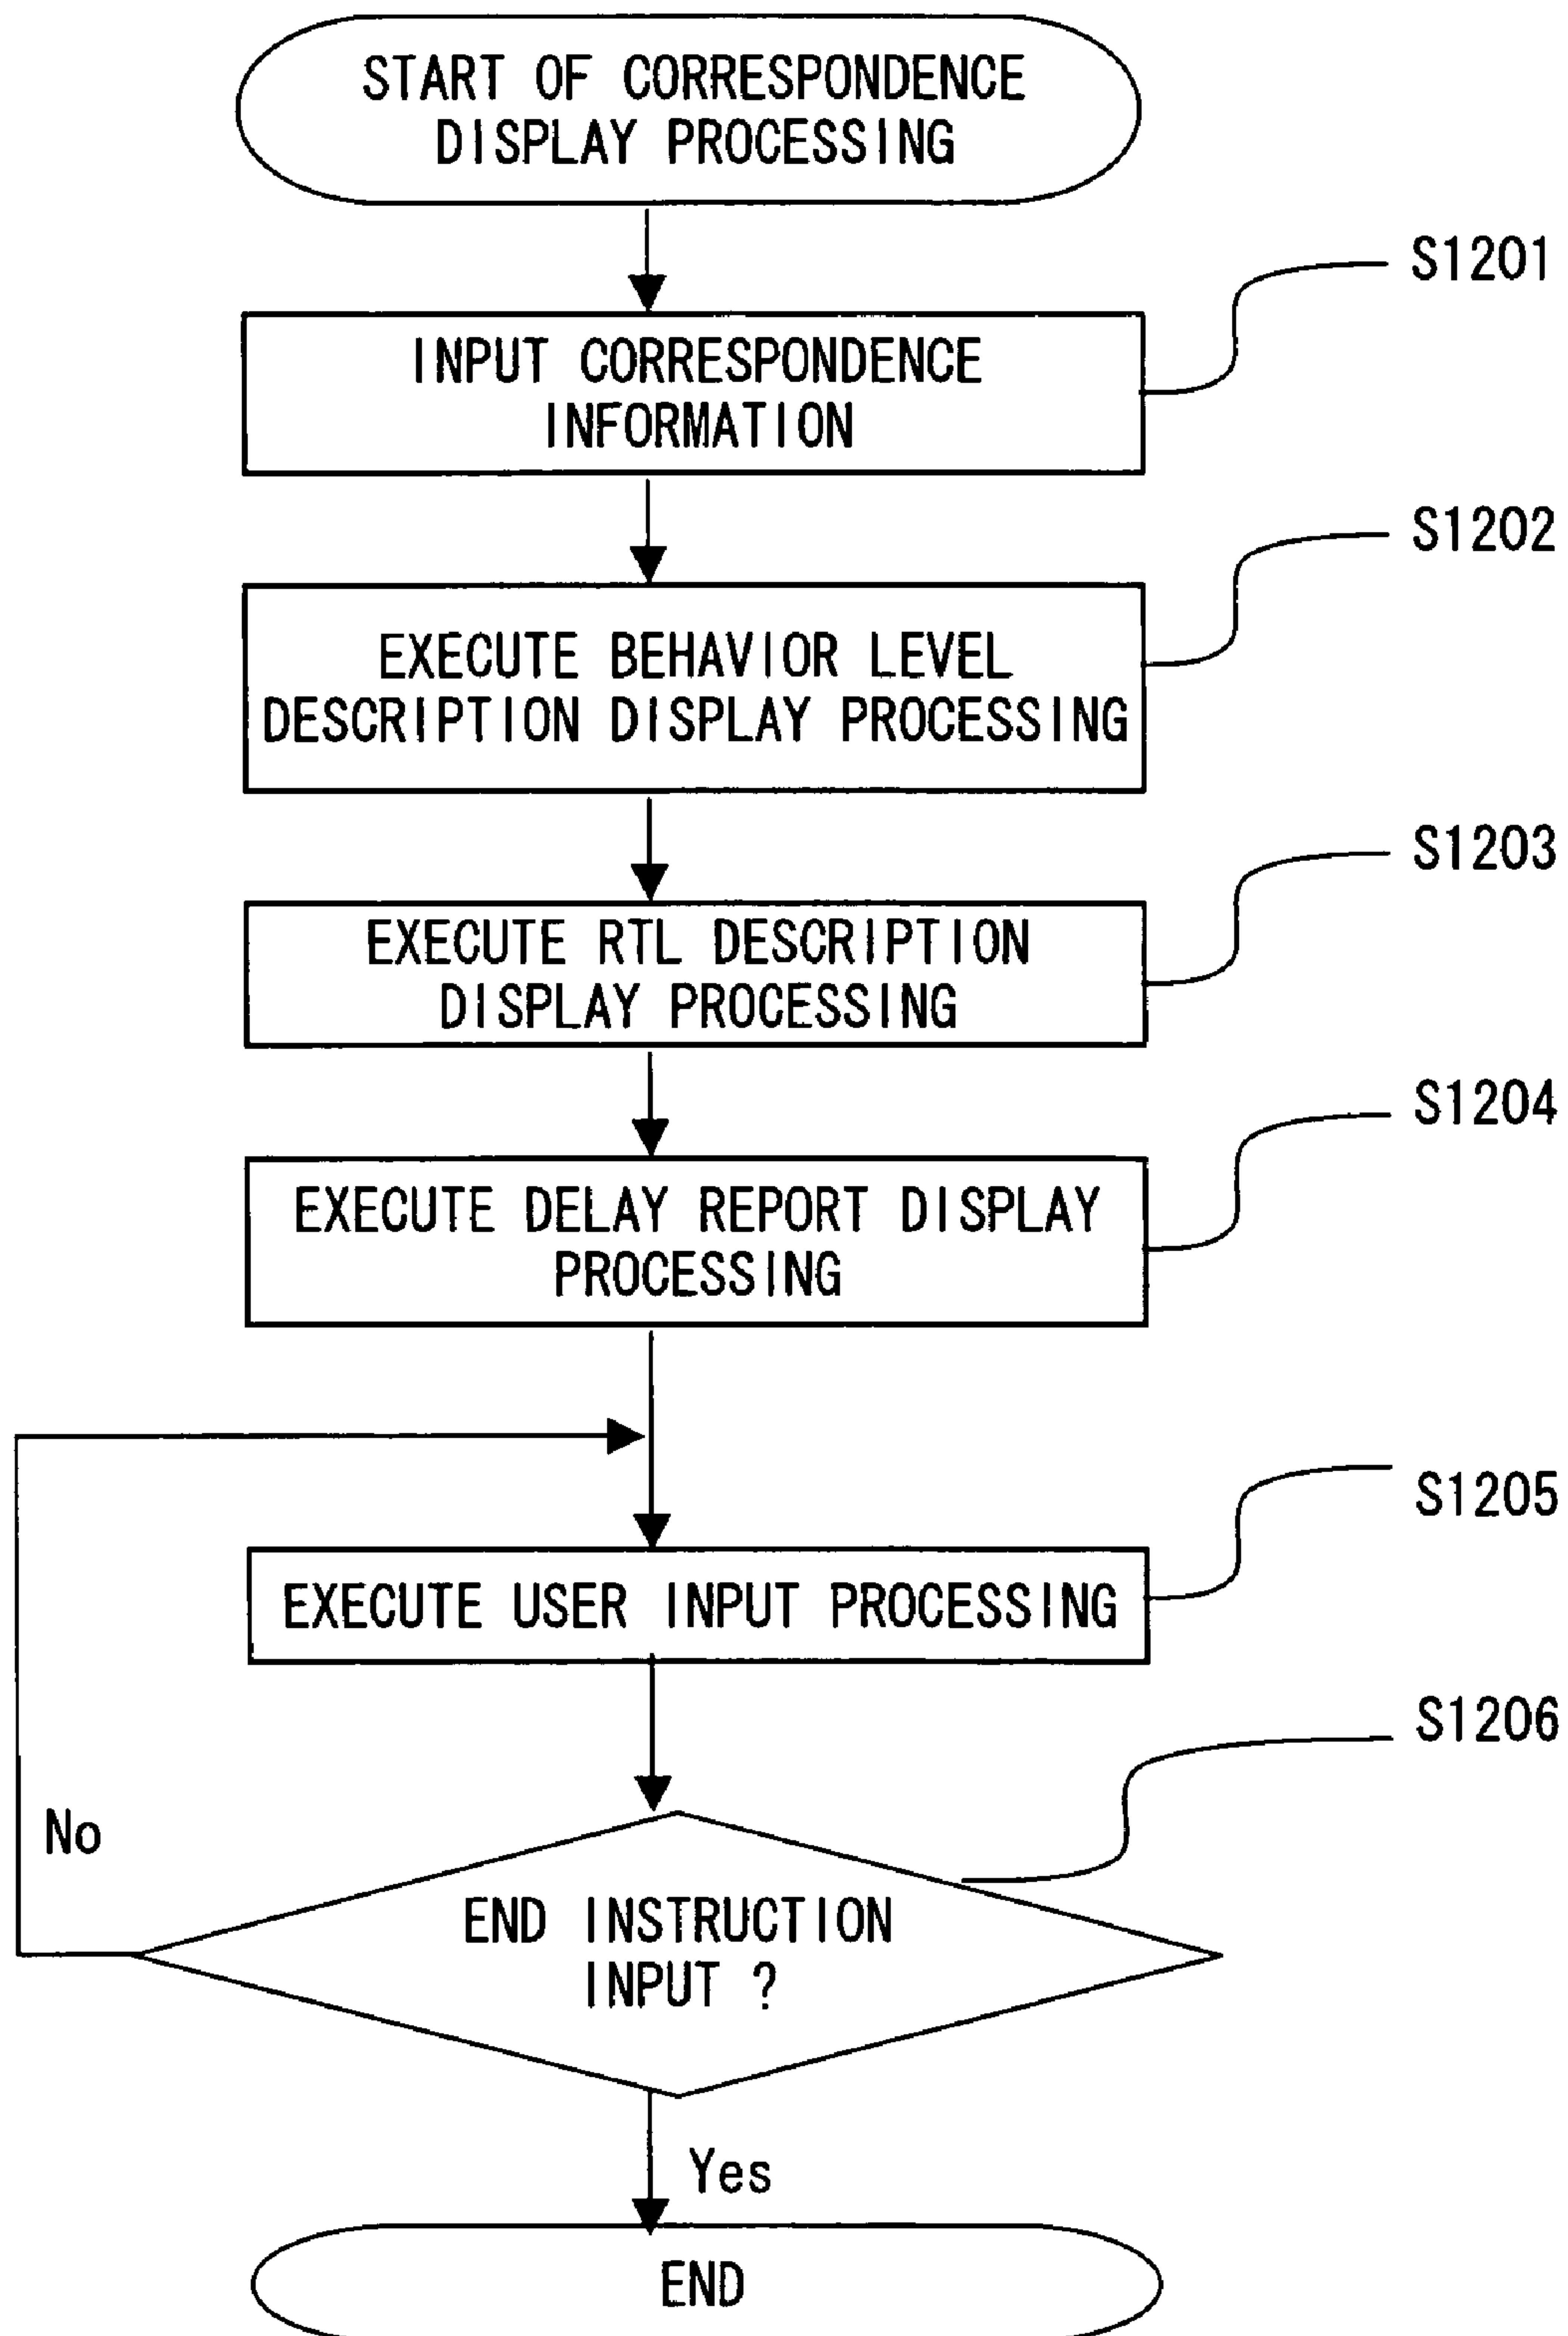 START OF CORRESPONDENCE
DISPLAY PROCESSING
S1201
INPUT CORRESPONDENCE
INFORMATION
S1202
EXECUTE BEHAVIOR LEVEL
DESCRIPTION DISPLAY PROCESSING
S1203
EXECUTE RTL DESCRIPTION
DISPLAY PROCESSING
S1204
EXECUTE DELAY REPORT DISPLAY
PROCESSING
S1205
EXECUTE USER INPUT PROCESSING
S1206
No
END INSTRUCTION
INPUT ?
Yes
END